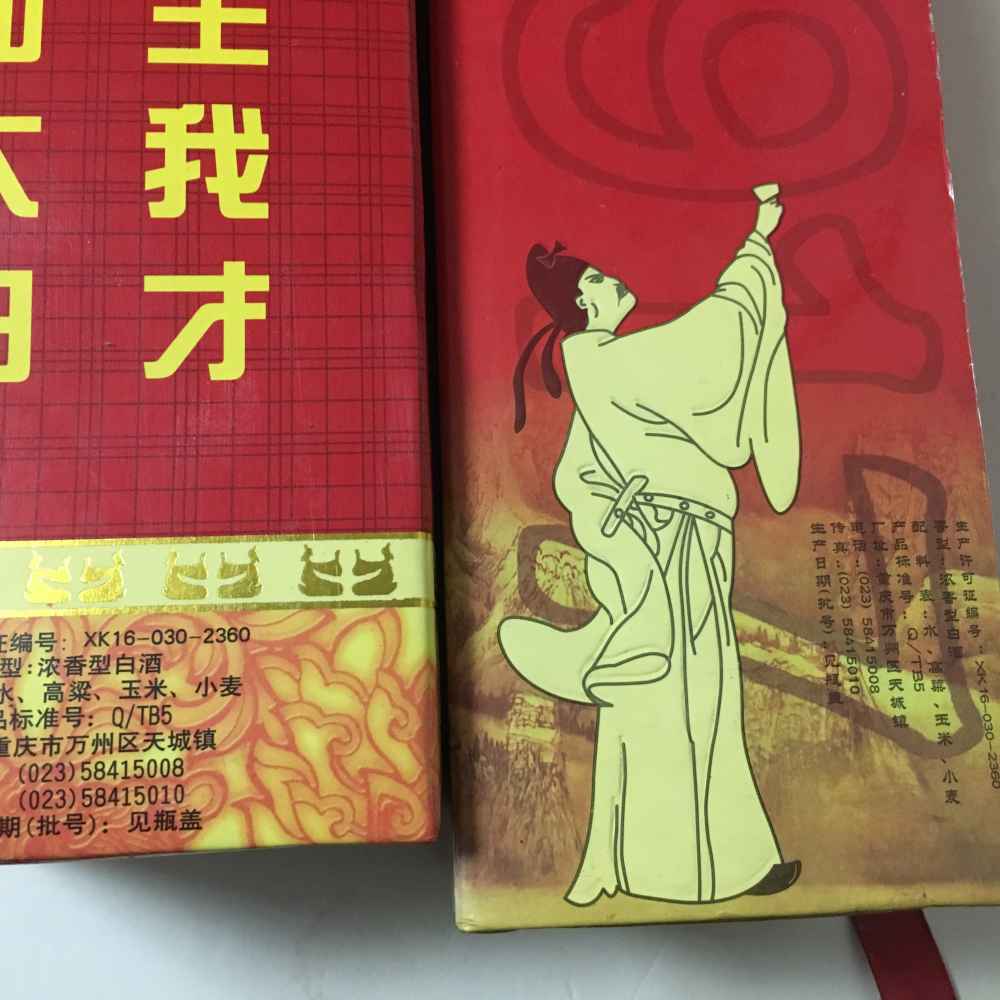 我
才
证编号: XK16-030-2360
型: 浓香型白酒
水、高粱、玉米、小麦
品标准号: Q/TB5
重庆市万州区天城镇
(023)58415008
(023)58415010
期(批号): 见瓶盖
生产许可证编号: XK16-030-2360
香型: 浓香型白酒
配料表: 水、高粱、玉米、小麦
产品标准号: Q/TB5
厂址: 重庆市万州区天城镇
电话: (023)58415008
传真: (023)58415010
生产日期(批号): 见瓶盖